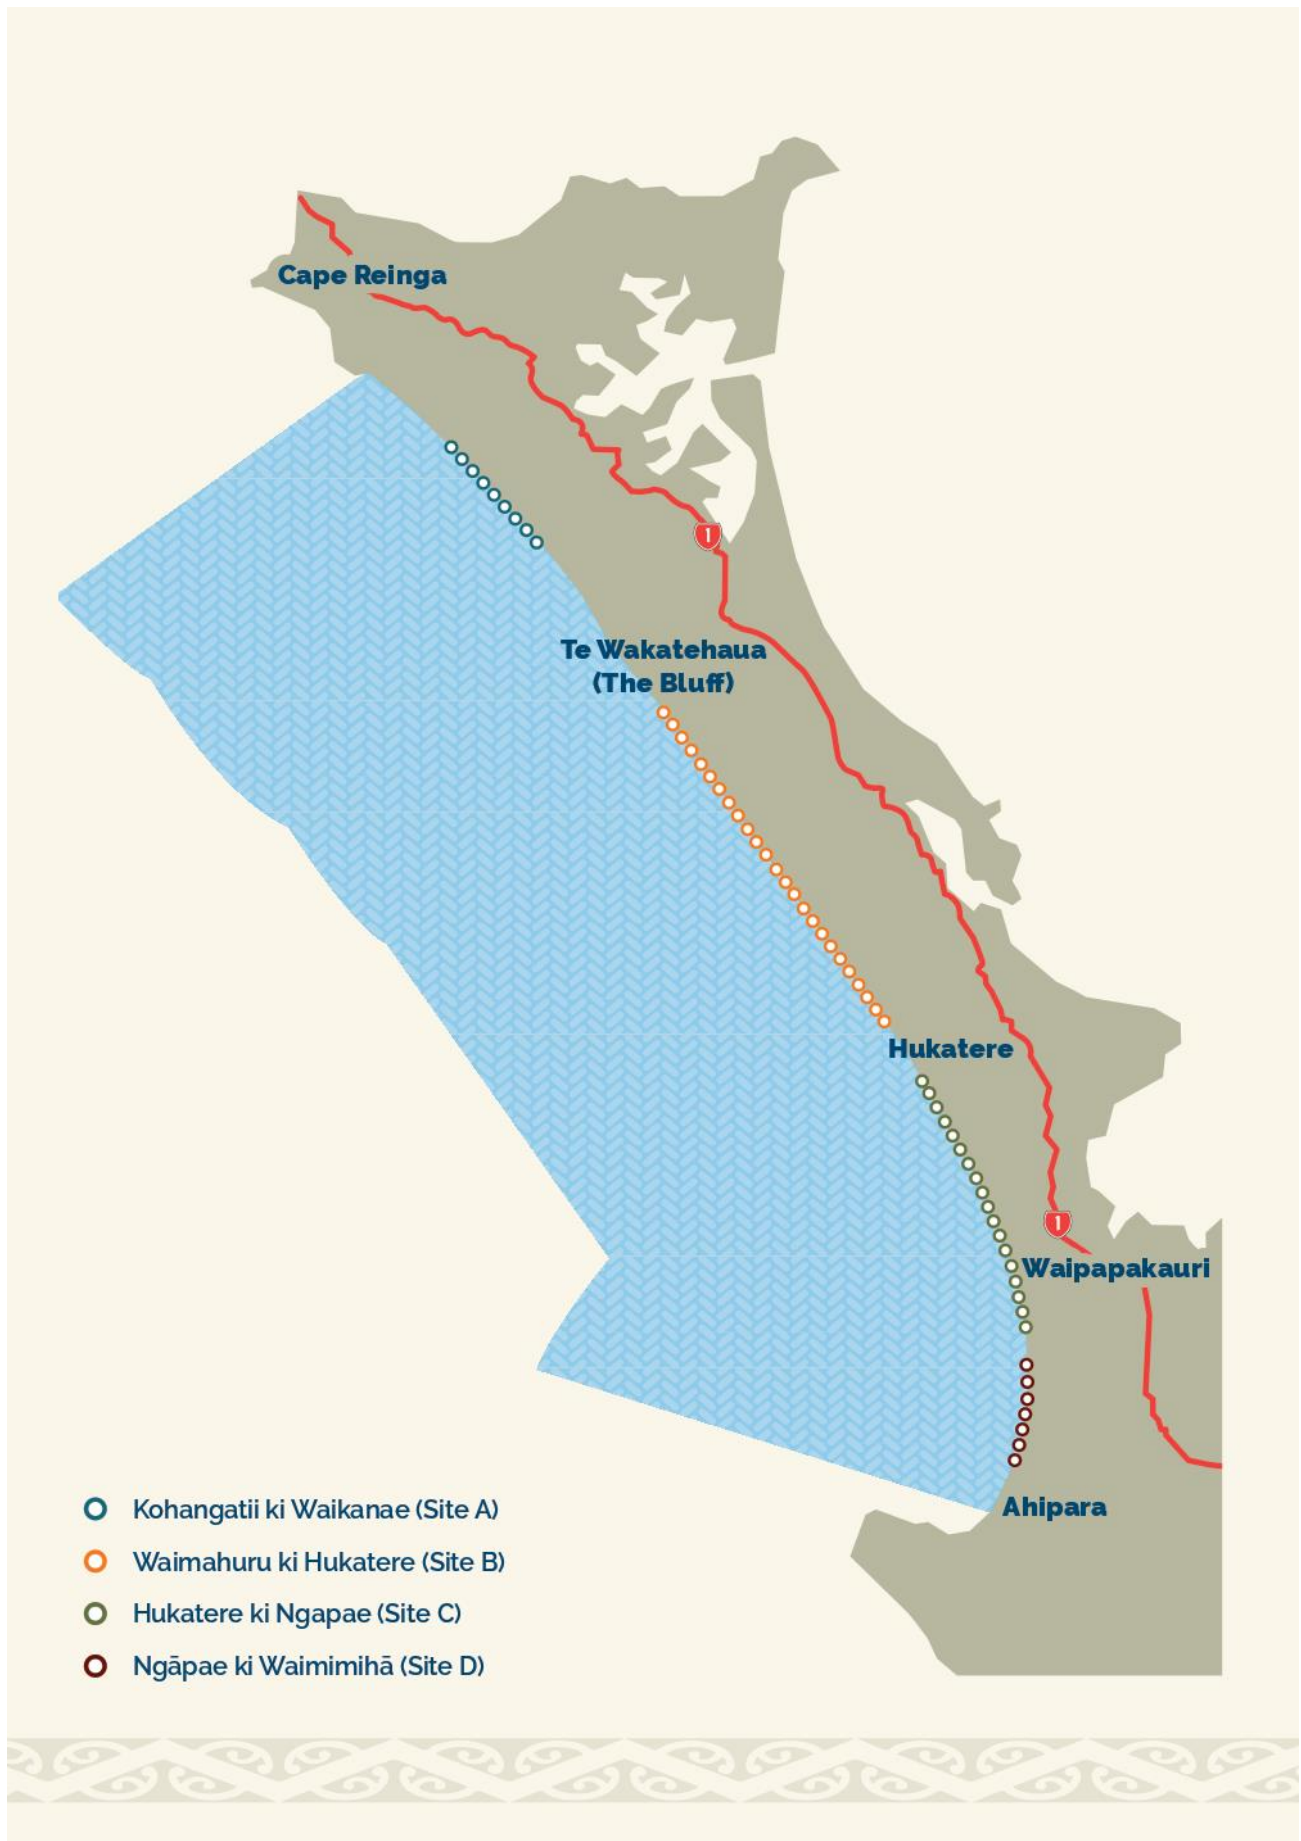 Cape Reinga
1
Te Wakatehaua
(The Bluff)
Hukatere
1
Waipapakauri
Ahipara
Kohangatii ki Waikanae (Site A)
Waimahuru ki Hukatere (Site B)
Hukatere ki Ngapae (Site C)
Ngāpae ki Waimimihā (Site D)